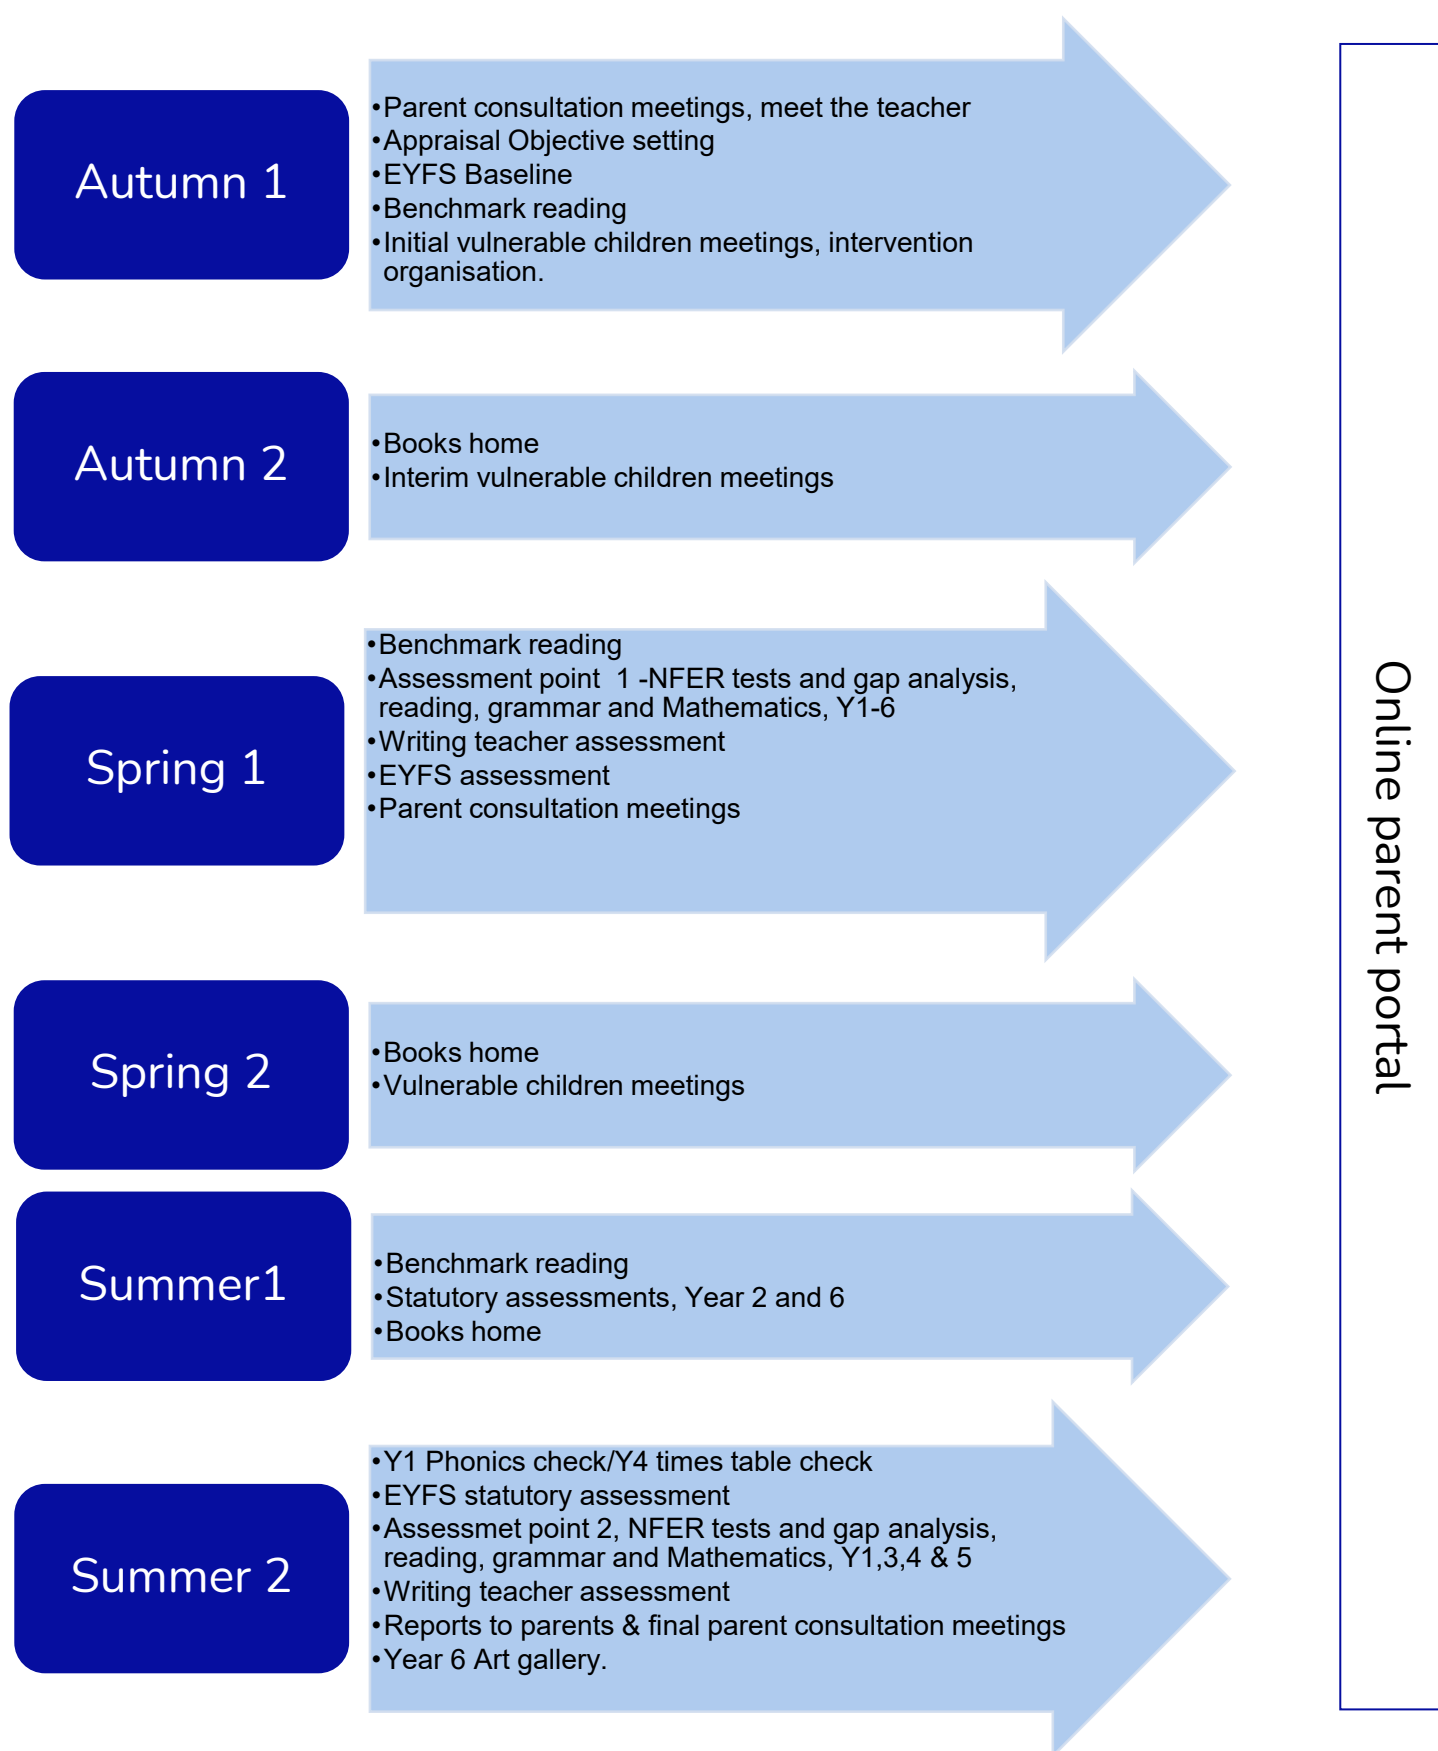 Autumn 1
•Parent consultation meetings, meet the teacher
•Appraisal Objective setting
•EYFS Baseline
•Benchmark reading
•Initial vulnerable children meetings, intervention
organisation.
Autumn 2
•Books home
•Interim vulnerable children meetings
Spring 1
•Benchmark reading
•Assessment point  1 -NFER tests and gap analysis,
reading, grammar and Mathematics, Y1-6
•Writing teacher assessment
•EYFS assessment
•Parent consultation meetings
Spring 2
•Books home
•Vulnerable children meetings
Summer1
•Benchmark reading
•Statutory assessments, Year 2 and 6
•Books home
Summer 2
•Y1 Phonics check/Y4 times table check
•EYFS statutory assessment
•Assessmet point 2, NFER tests and gap analysis,
reading, grammar and Mathematics, Y1,3,4 & 5
•Writing teacher assessment
•Reports to parents & final parent consultation meetings
•Year 6 Art gallery.
Online parent portal